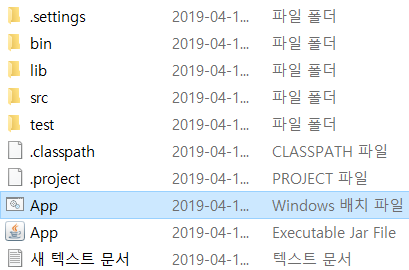 .settings 2019-04-1... 파일 폴더
bin 2019-04-1... 파일 폴더
lib 2019-04-1... 파일 폴더
src 2019-04-1... 파일 폴더
test 2019-04-1... 파일 폴더
.classpath 2019-04-1... CLASSPATH 파일
.project 2019-04-1... PROJECT 파일
App 2019-04-1... Windows 배치 파일
App 2019-04-1... Executable Jar File
새 텍스트 문서 2019-04-1... 텍스트 문서